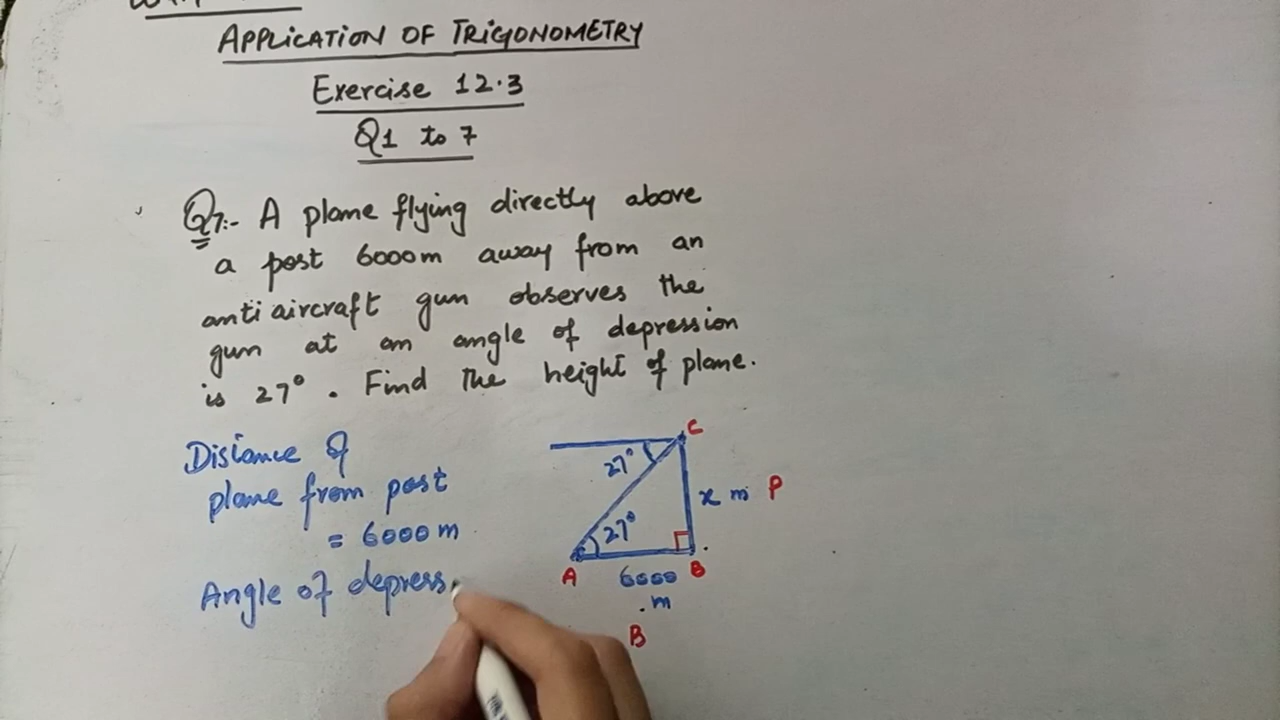 APPLICATION OF TRIGONOMETRY
Exercise 12.3
Q1 to 7
Q7:- A plane flying directly above
a post 6000m away from an
anti aircraft gun observes the
gun at an angle of depression
is 27°. Find the height of plane.
Distance of
plane from post
= 6000m
Angle of depress
C
27°
x m P
27°
A 6000 B
m
B